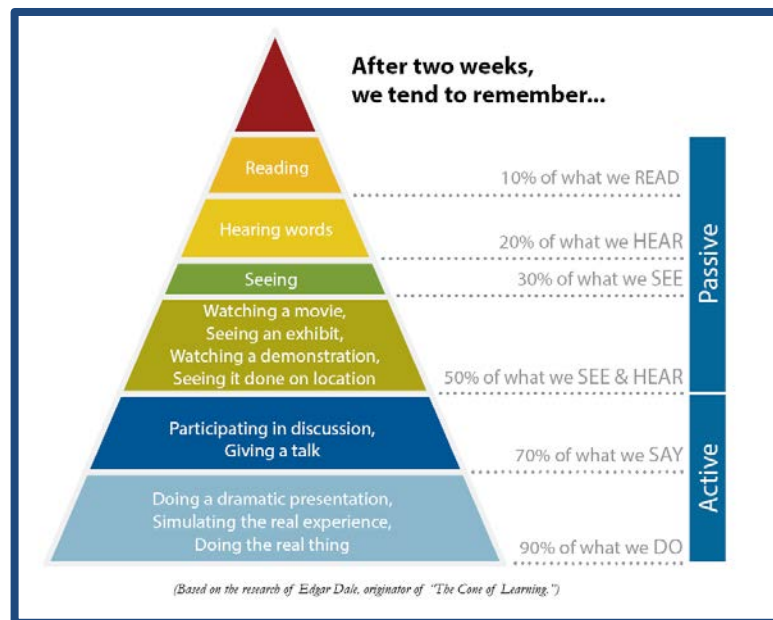 After two weeks,
we tend to remember...
Reading
10% of what we READ
Hearing words
20% of what we HEAR
Seeing
30% of what we SEE
Watching a movie,
Seeing an exhibit,
Watching a demonstration,
Seeing it done on location
50% of what we SEE & HEAR
Passive
Participating in discussion,
Giving a talk
70% of what we SAY
Doing a dramatic presentation,
Simulating the real experience,
Doing the real thing
90% of what we DO
Active
(Based on the research of Edgar Dale, originator of "The Cone of Learning.")